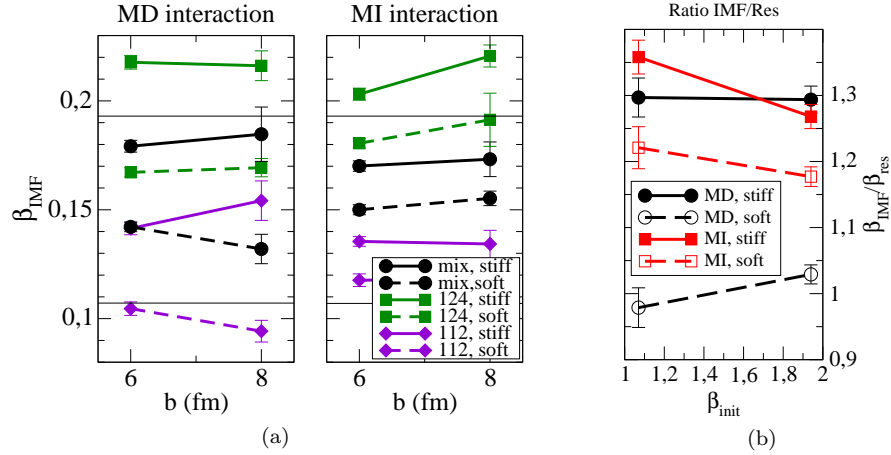 MD interaction
MI interaction
Ratio IMF/Res
β_IMF
0,2
0,15
0,1
6
8
b (fm)
6
8
b (fm)
mix, stiff
mix,soft
124, stiff
124, soft
112, stiff
112, soft
(a)
MD, stiff
MD, soft
MI, stiff
MI, soft
1,3
1,2
1,1
1
0,9
β_IMF/β_res
1
1,2
1,4
1,6
1,8
2
β_init
(b)